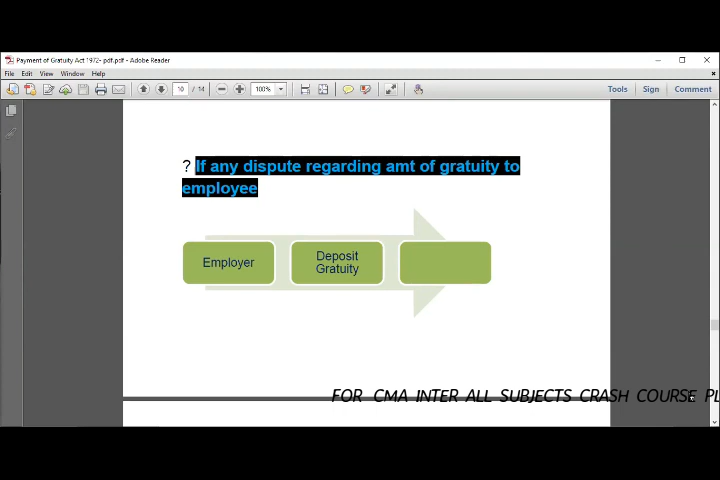 Payment of Gratuity Act 1972- pdf.pdf - Adobe Reader
File Edit View Window Help
10 / 14 100% Tools Sign Comment
? If any dispute regarding amt of gratuity to
employee
Employer
Deposit
Gratuity
FOR CMA INTER ALL SUBJECTS CRASH COURSE PL